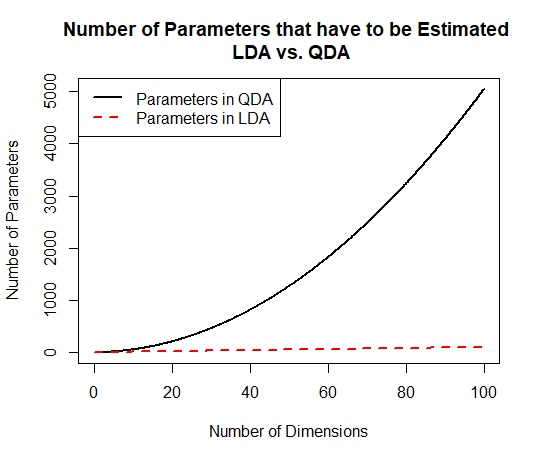 Number of Parameters that have to be Estimated
LDA vs. QDA
Parameters in QDA
Parameters in LDA
Number of Parameters
5000
4000
3000
2000
1000
0
0 20 40 60 80 100
Number of Dimensions